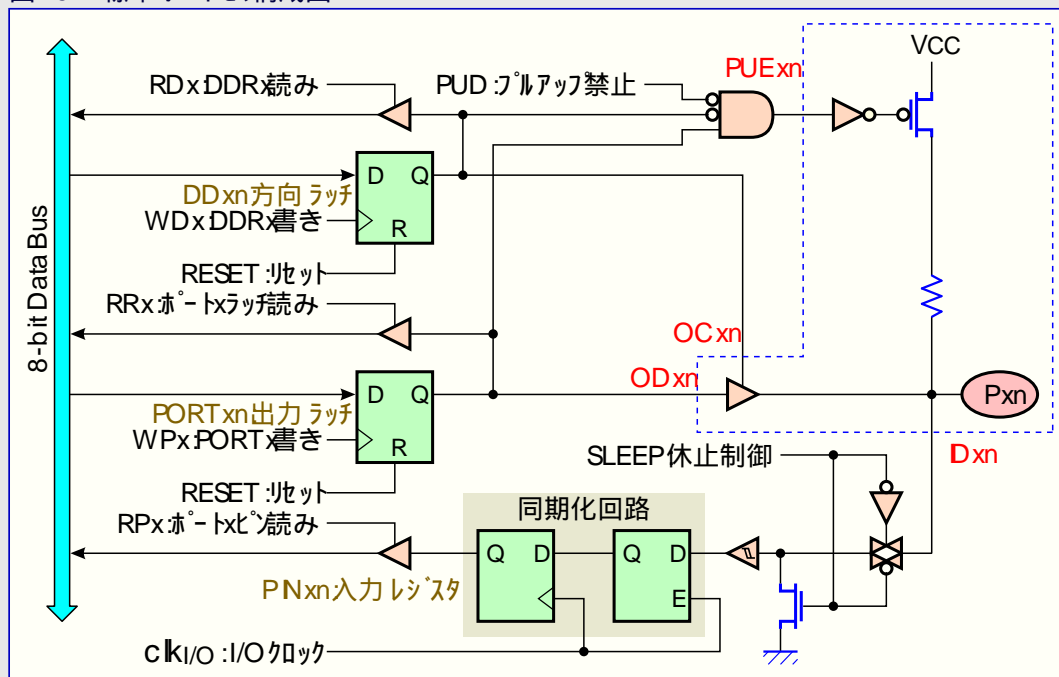 VCC
PUExn
RDx:DDRx読み
PUD:プルアップ禁止
D Q
DDxn方向ラッチ
WDx:DDRx書き
R
RESET:リセット
RRx:ポートxラッチ読み
8-bit Data Bus
OCxn
ODxn
D Q
Pxn
PORTxn出力ラッチ
WPx:PORTx書き
R
SLEEP休止制御
IDxn
RESET:リセット
同期化回路
RPx:ポートxピン読み
Q D
Q D
PINxn入力レジスタ
E
clkI/O:I/Oクロック